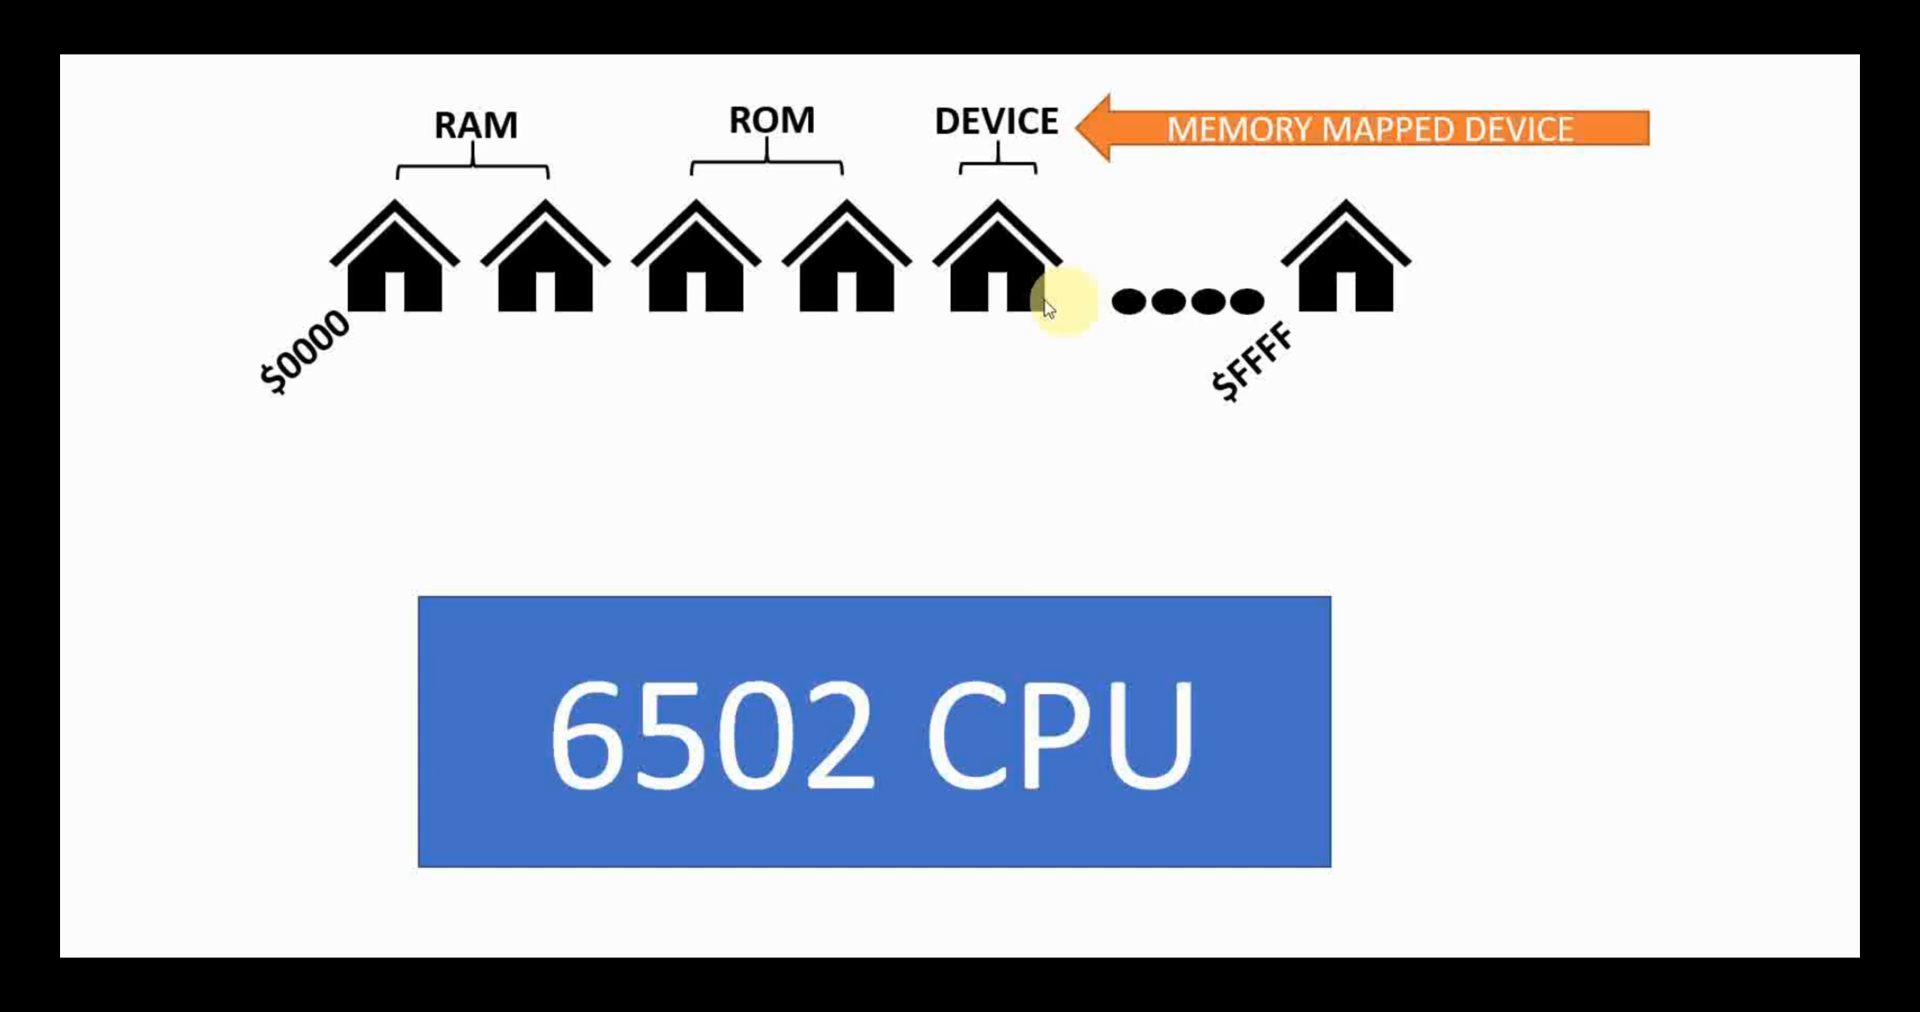 RAM
ROM
DEVICE
MEMORY MAPPED DEVICE
$0000
$FFFF
6502 CPU